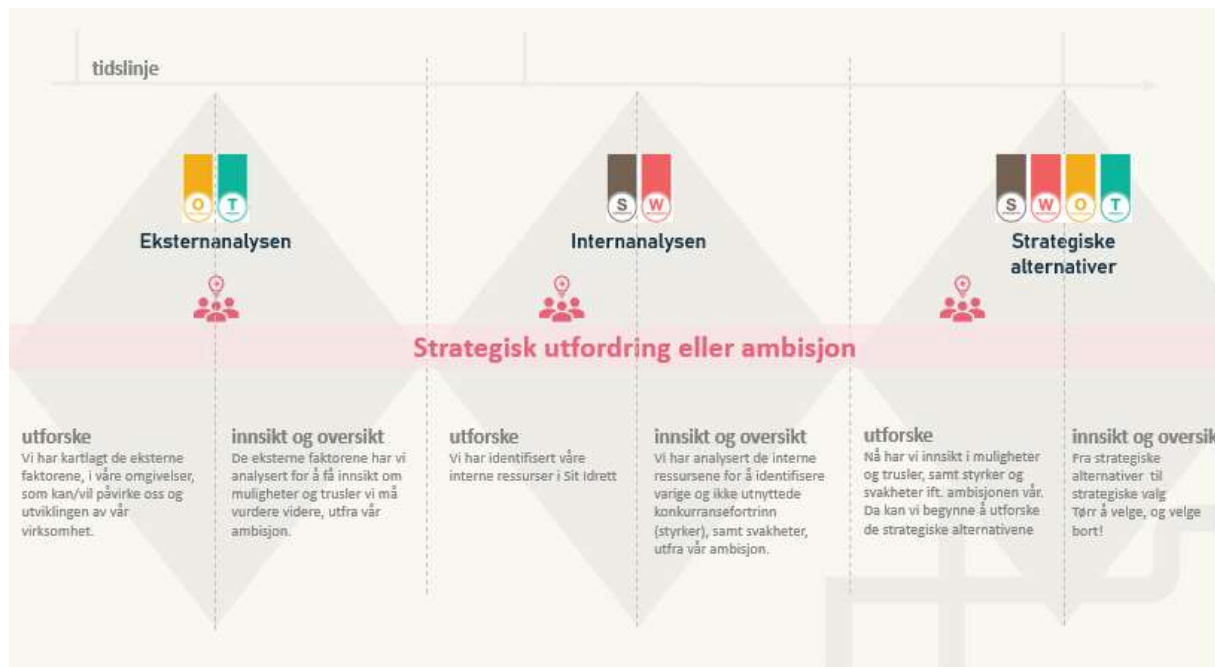 tidslinje
O T
Eksternanalysen
S W
Internanalysen
S W O T
Strategiske
alternativer
Strategisk utfordring eller ambisjon
utforske
Vi har kartlagt de eksterne
faktorene, i våre omgivelser,
som kan/vil påvirke oss og
utviklingen av vår
virksomhet.
innsikt og oversikt
De eksterne faktorene har vi
analysert for å få innsikt om
muligheter og trusler vi må
vurdere videre, utfra vår
ambisjon.
utforske
Vi har identifisert våre
interne ressurser i Sit Idrett
innsikt og oversikt
Vi har analysert de interne
ressursene for å identifisere
varige og ikke utnyttede
konkurransefortrinn
(styrker), samt svakheter,
utfra vår ambisjon.
utforske
Nå har vi innsikt i muligheter
og trusler, samt styrker og
svakheter ift. ambisjonen vår.
Da kan vi begynne å utforske
de strategiske alternativene
innsikt og oversik
Fra strategiske
alternativer til
strategiske valg
Tørr å velge, og velge
bort!